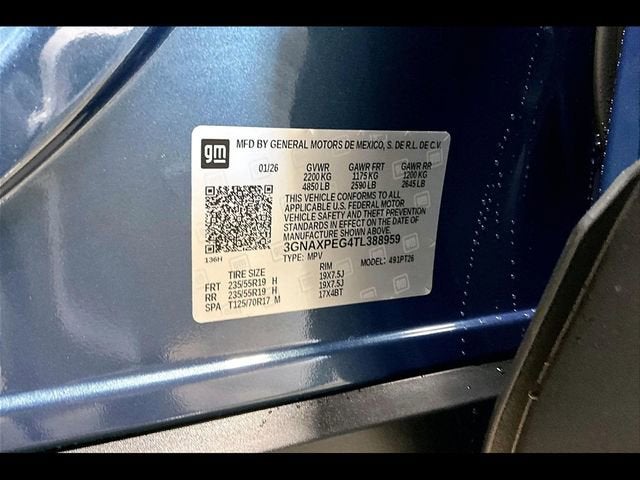 gm MFD BY GENERAL MOTORS DE MEXICO, S. DE R.L. DE C.V.
01/26 GVWR GAWR FRT GAWR RR
2200 KG 1175 KG 1200 KG
4850 LB 2590 LB 2645 LB
THIS VEHICLE CONFORMS TO ALL
APPLICABLE U.S. FEDERAL MOTOR
VEHICLE SAFETY AND THEFT PREVENTION
STANDARDS IN EFFECT ON THE DATE OF
MANUFACTURE SHOWN ABOVE.
3GNAXPEG4TL388959
136H TYPE: MPV MODEL: 491PT26
TIRE SIZE RIM
FRT 235/55R19 H 19X7.5J
RR 235/55R19 H 19X7.5J
SPA T125/70R17 M 17X4BT